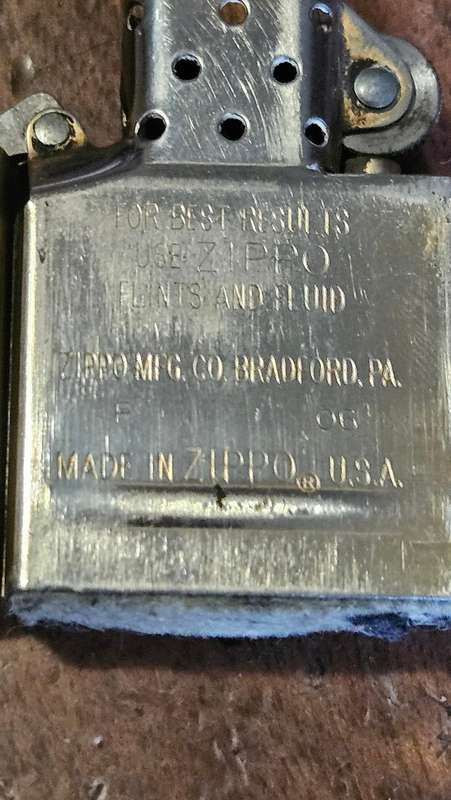 FOR BEST RESULTS
USE ZIPPO
FLINTS AND FLUID
ZIPPO MFG. CO. BRADFORD, PA.
F 06
MADE IN ZIPPO® U.S.A.